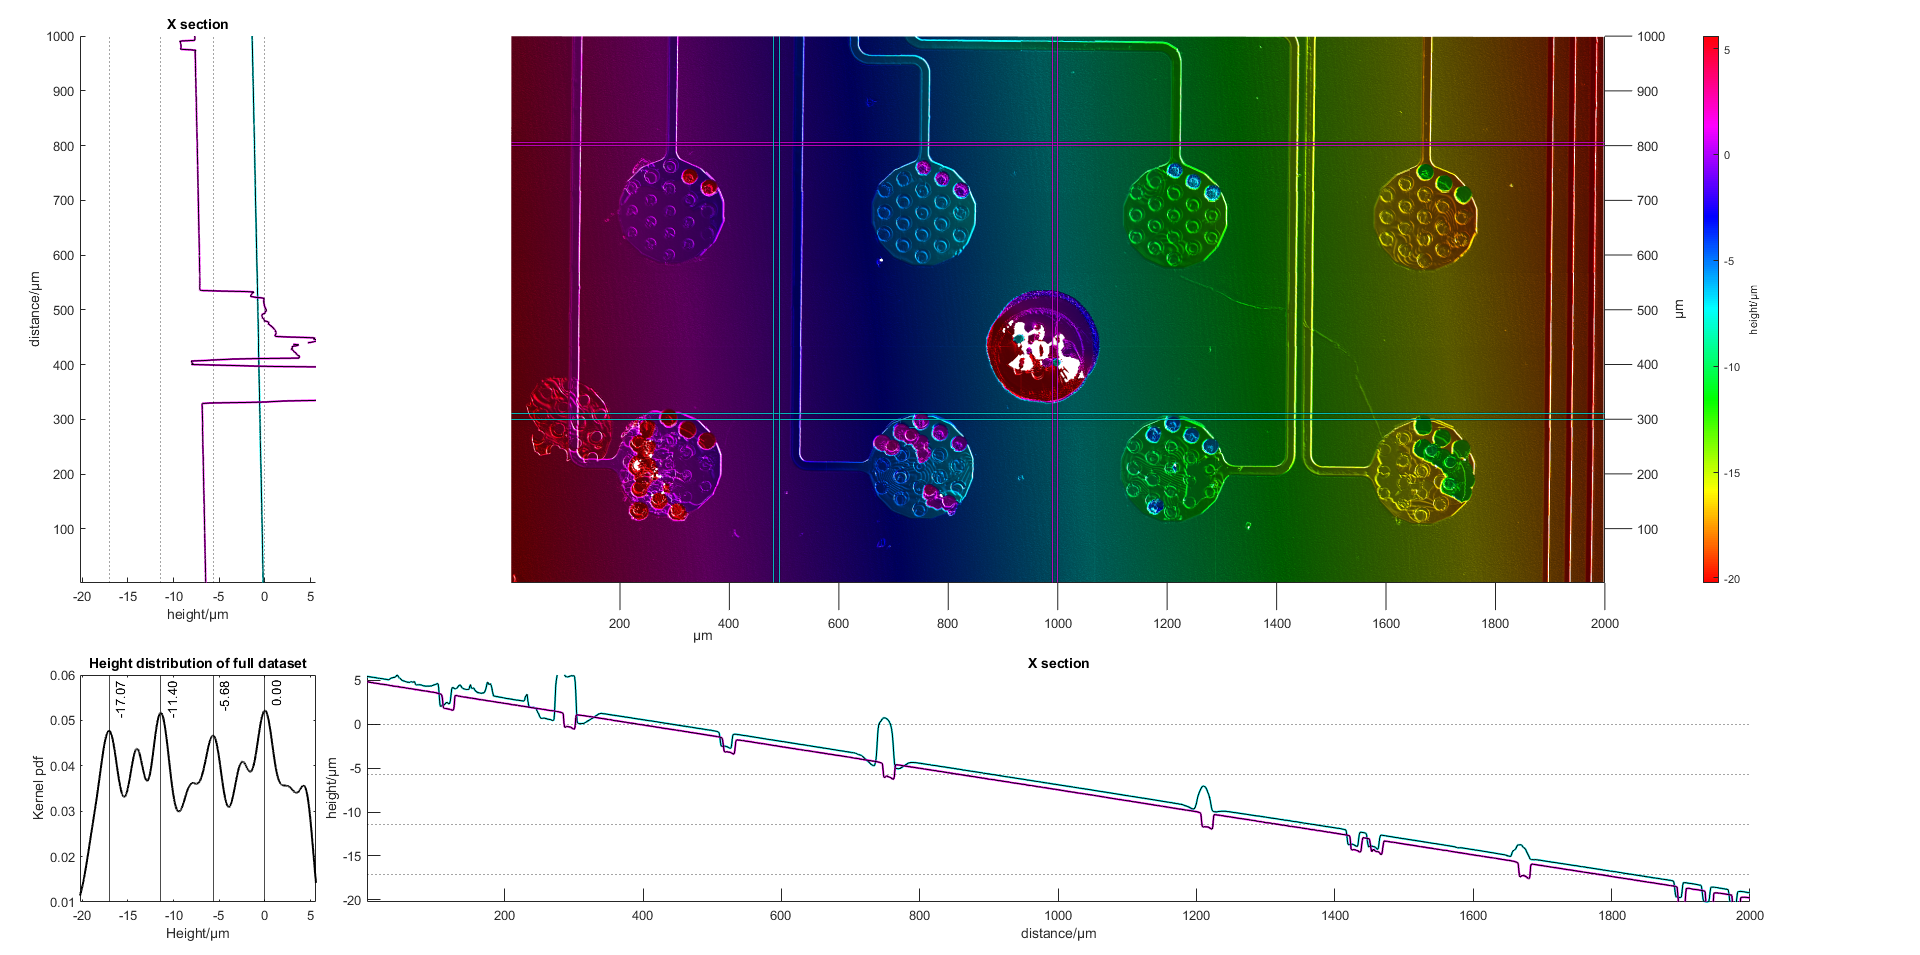 X section
1000
900
800
700
600
500
400
300
200
100
distance/µm
-20 -15 -10 -5 0 5
height/µm
1000
900
800
700
600
500
400
300
200
100
µm
200 400 600 800 1000 1200 1400 1600 1800 2000
µm
5
0
-5
-10
-15
-20
height/µm
Height distribution of full dataset
0.06
0.05
0.04
0.03
0.02
0.01
Kernel pdf
-17.07
-11.40
-5.68
0.00
-20 -15 -10 -5 0 5
Height/µm
X section
5
0
-5
-10
-15
-20
height/µm
200 400 600 800 1000 1200 1400 1600 1800 2000
distance/µm